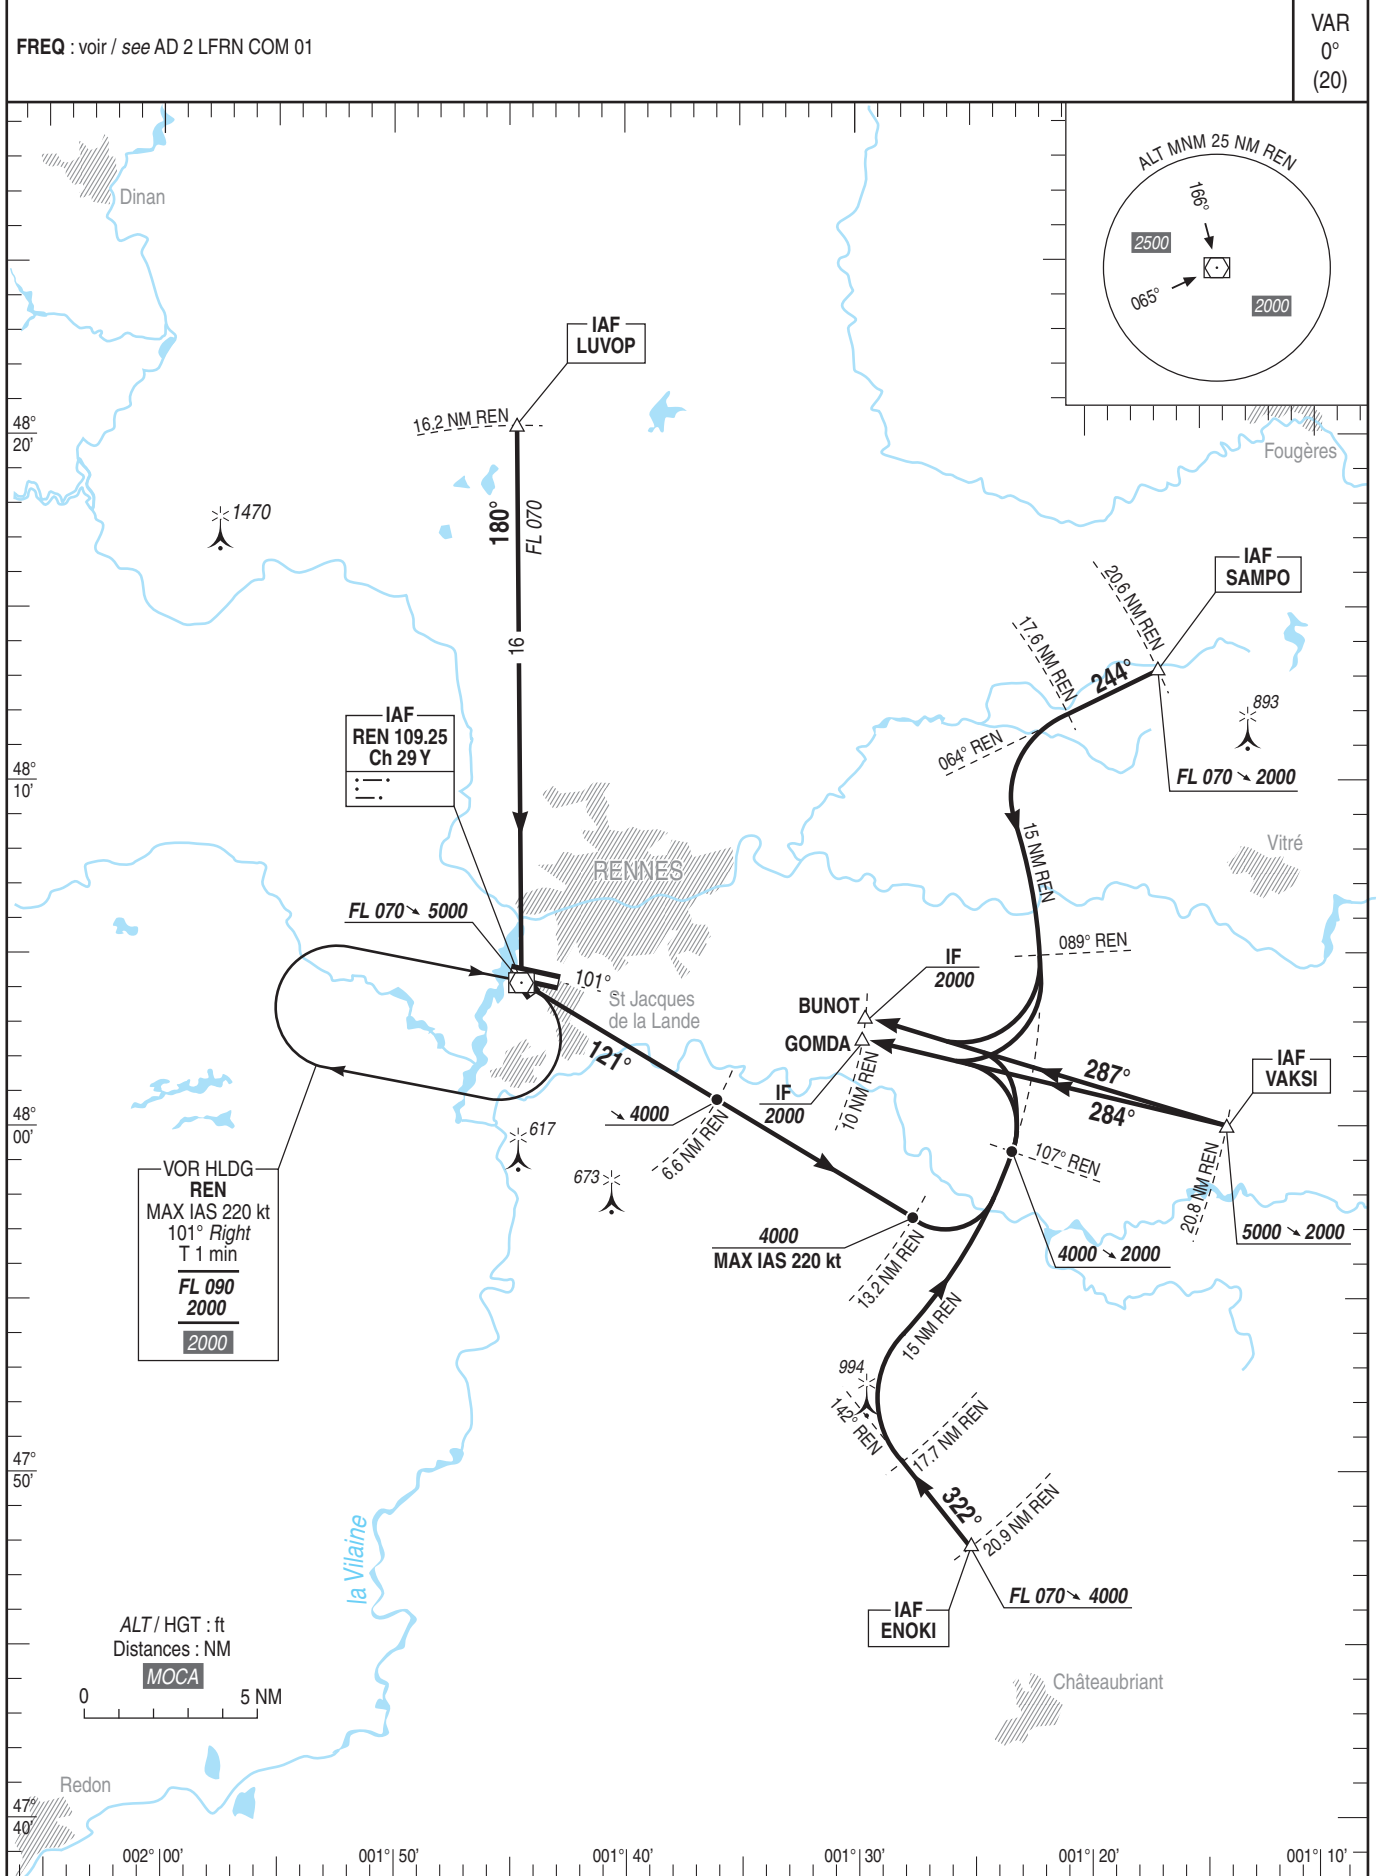 FREQ : voir / see AD 2 LFRN COM 01
VAR
0°
(20)
ALT MNM 25 NM REN
166°
2500
065°
2000
Dinan
IAF
LUVOP
16.2 NM REN
48°
20'
Fougères
1470
180°
FL 070
16
IAF
SAMPO
20.6 NM REN
17.6 NM REN
244°
893
064° REN
FL 070 ↘ 2000
IAF
REN 109.25
Ch 29 Y
48°
10'
15 NM REN
Vitré
RENNES
FL 070 ↘ 5000
089° REN
IF
2000
101°
St Jacques
de la Lande
BUNOT
GOMDA
121°
287°
284°
IAF
VAKSI
IF
2000
10 NM REN
↘ 4000
6.6 NM REN
48°
00'
617
673
107° REN
20.8 NM REN
VOR HLDG
REN
MAX IAS 220 kt
101° Right
T 1 min
FL 090
2000
2000
4000
MAX IAS 220 kt
13.2 NM REN
4000 ↘ 2000
5000 ↘ 2000
15 NM REN
994
142° REN
17.7 NM REN
47°
50'
322°
20.9 NM REN
la Vilaine
FL 070 ↘ 4000
IAF
ENOKI
ALT / HGT : ft
Distances : NM
MOCA
0 5 NM
Châteaubriant
Redon
47°
40'
002° 00' 001° 50' 001° 40' 001° 30' 001° 20' 001° 10'